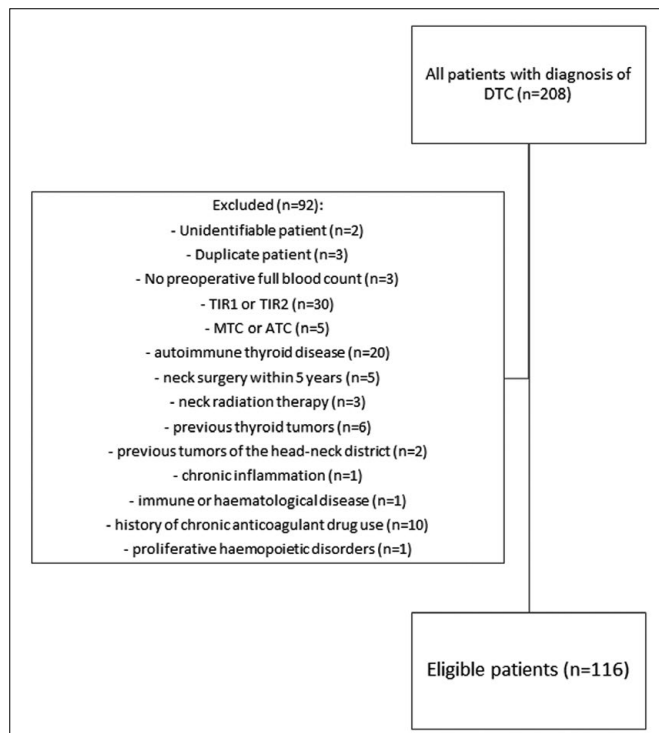 All patients with diagnosis of
DTC (n=208)
Excluded (n=92):
- Unidentifiable patient (n=2)
- Duplicate patient (n=3)
- No preoperative full blood count (n=3)
- TIR1 or TIR2 (n=30)
- MTC or ATC (n=5)
- autoimmune thyroid disease (n=20)
- neck surgery within 5 years (n=5)
- neck radiation therapy (n=3)
- previous thyroid tumors (n=6)
- previous tumors of the head-neck district (n=2)
- chronic inflammation (n=1)
- immune or haematological disease (n=1)
- history of chronic anticoagulant drug use (n=10)
- proliferative haemopoietic disorders (n=1)
Eligible patients (n=116)